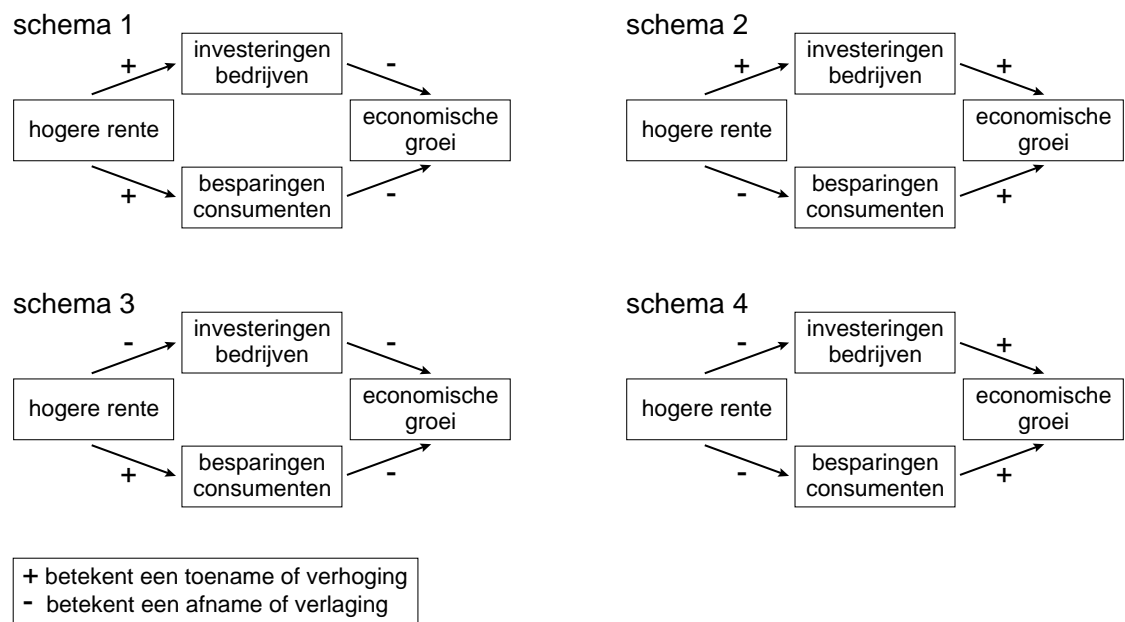 schema 1
investeringen
bedrijven
+
-
hogere rente
economische
groei
+
-
besparingen
consumenten
schema 2
investeringen
bedrijven
+
+
hogere rente
economische
groei
-
+
besparingen
consumenten
schema 3
investeringen
bedrijven
-
-
hogere rente
economische
groei
+
-
besparingen
consumenten
schema 4
investeringen
bedrijven
-
+
hogere rente
economische
groei
-
+
besparingen
consumenten
+ betekent een toename of verhoging
- betekent een afname of verlaging